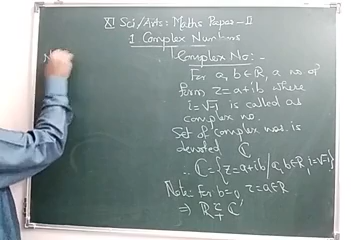 XI Sci/Arts: Maths Paper-II
1 Complex Numbers
Complex No:-
For a, b∈R, a no of
form z=a+ib where
i=√-1 is called as
complex no.
Set of complex nos. is
denoted ℂ
∴ ℂ={z=a+ib/a,b∈R,i=√-1}
Note: For b=0, z=a∈R
⇒ ℝ⊊ℂ
N